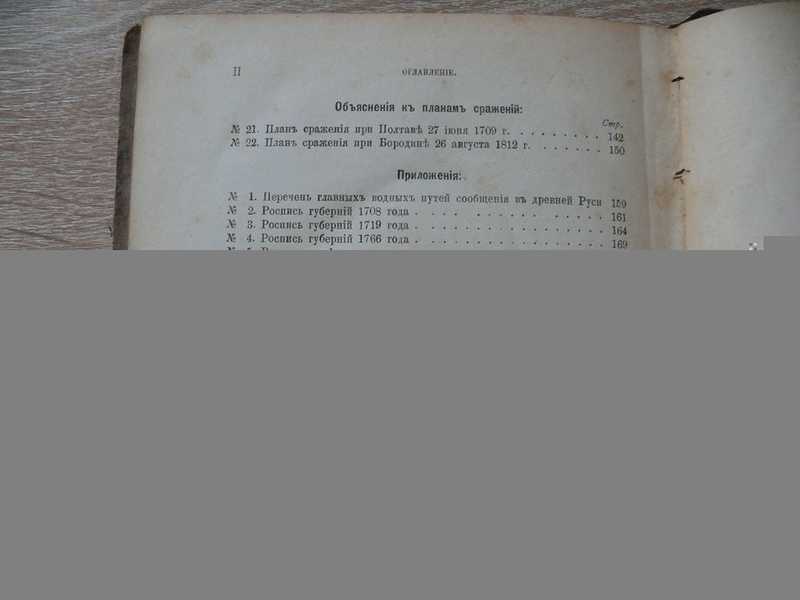 II
ОГЛАВЛЕНІЕ.
Объясненія къ планамъ сраженій:
Стр.
№ 21. Планъ сраженія при Полтавѣ 27 іюня 1709 г. . . . . . . . . 142
№ 22. Планъ сраженія при Бородинѣ 26 августа 1812 г. . . . . . . 150
Приложенія:
№ 1. Перечень главныхъ водныхъ путей сообщенія въ древней Руси 159
№ 2. Роспись губерній 1708 года . . . . . . . . . . . . 161
№ 3. Роспись губерній 1719 года . . . . . . . . . . . . . 164
№ 4. Роспись губерній 1766 года . . . . . . . . . . . . . 169